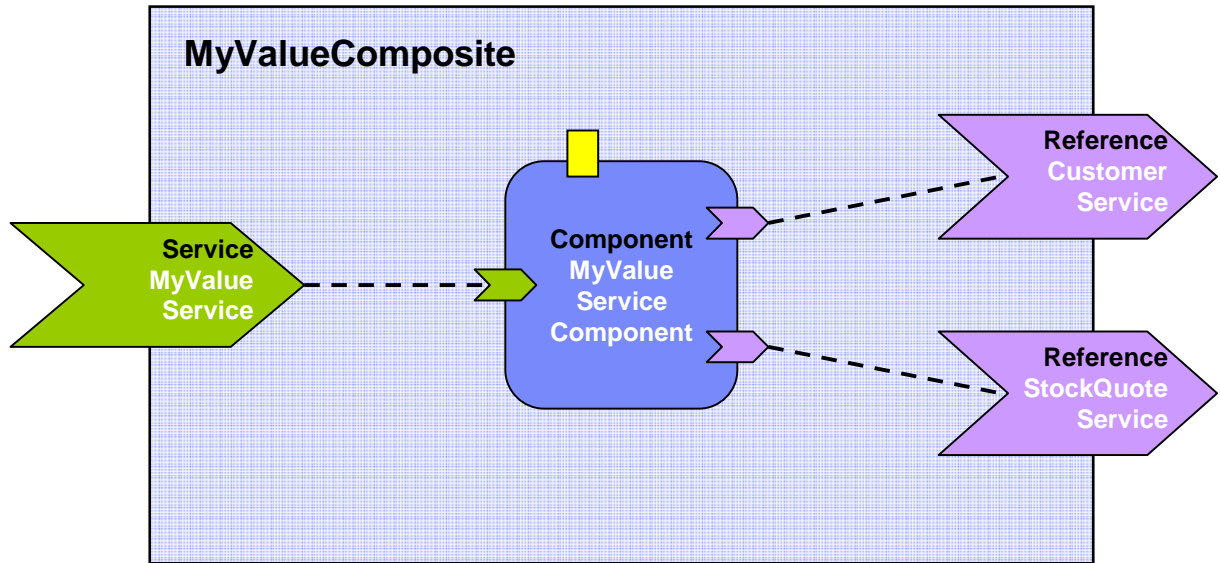 MyValueComposite
Service
MyValue
Service
Component
MyValue
Service
Component
Reference
Customer
Service
Reference
StockQuote
Service